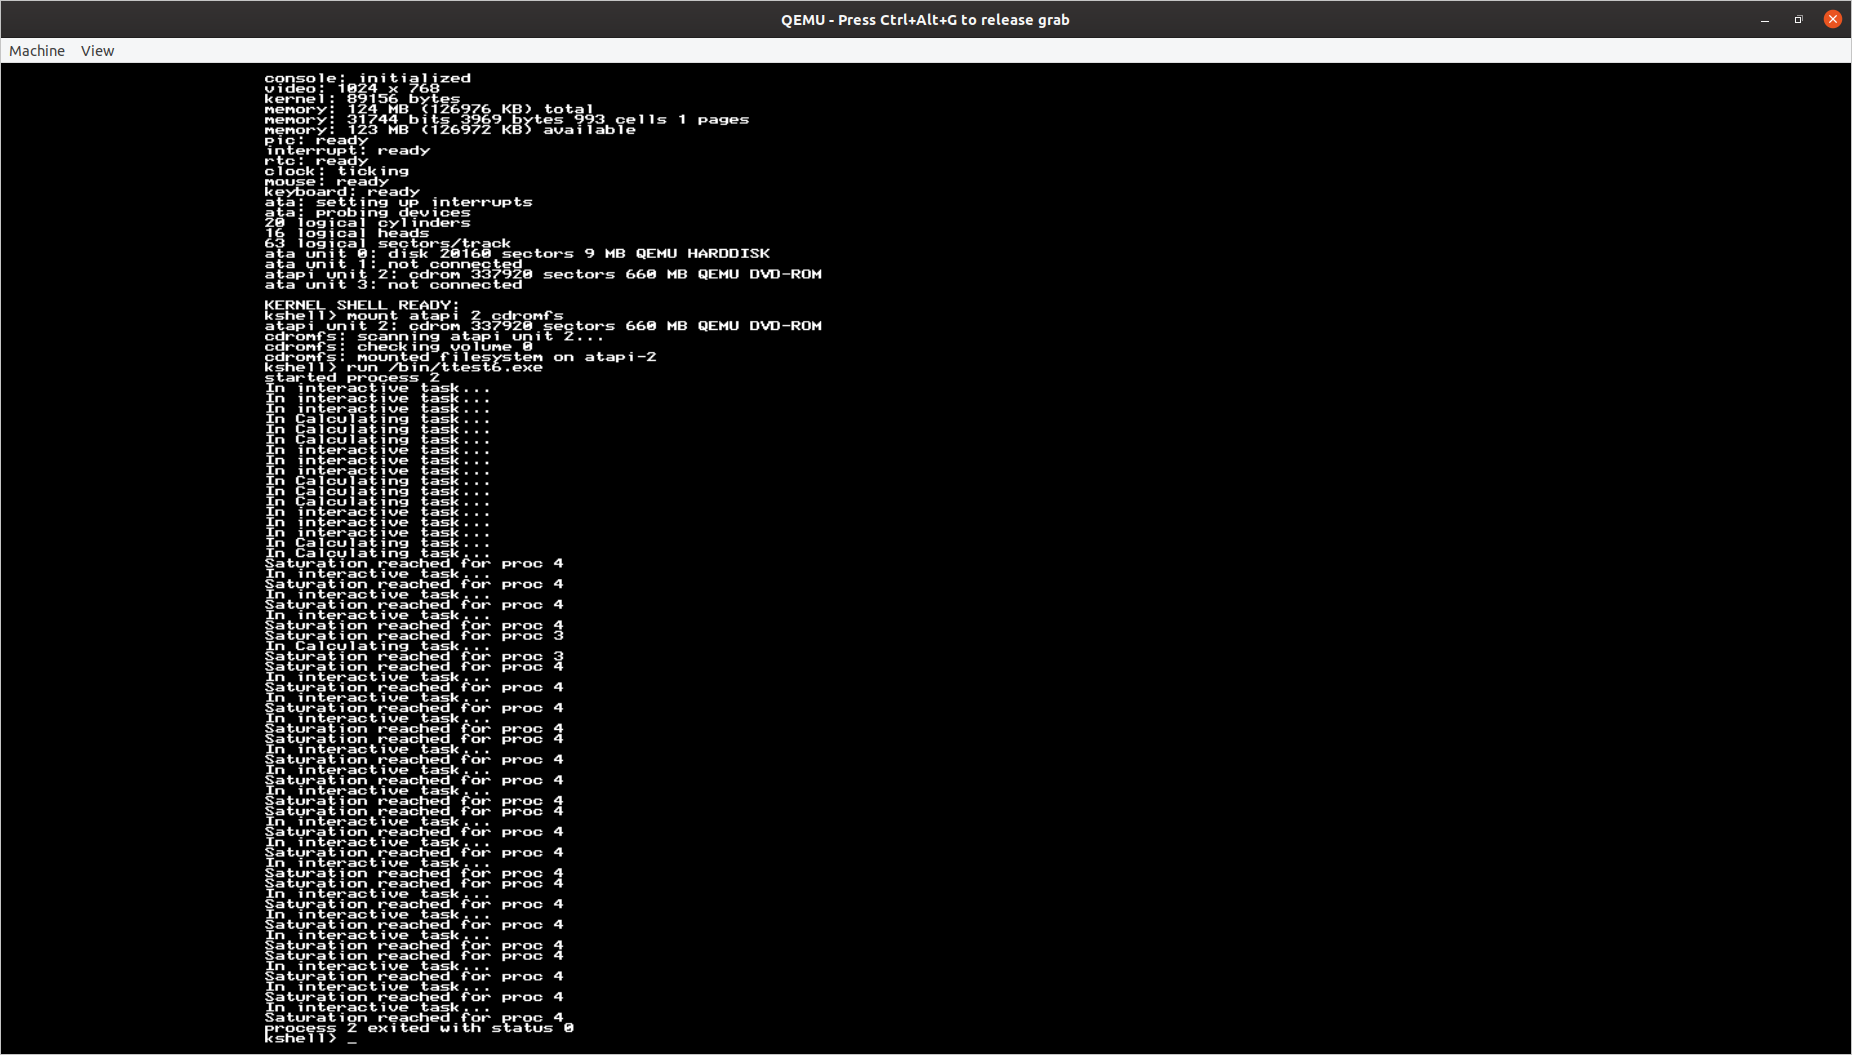 QEMU - Press Ctrl+Alt+G to release grab
Machine View
console: initialized
video: 1024 x 768
kernel: 89156 bytes
memory: 124 MB (126976 KB) total
memory: 31744 bits 3969 bytes 993 cells 1 pages
memory: 123 MB (126972 KB) available
pic: ready
interrupt: ready
rtc: ready
clock: ticking
mouse: ready
keyboard: ready
ata: setting up interrupts
ata: probing devices
20 logical cylinders
16 logical heads
63 logical sectors/track
ata unit 0: disk 20160 sectors 9 MB QEMU HARDDISK
ata unit 1: not connected
atapi unit 2: cdrom 337920 sectors 660 MB QEMU DVD-ROM
ata unit 3: not connected
KERNEL SHELL READY:
kshell> mount atapi 2 cdromfs
atapi unit 2: cdrom 337920 sectors 660 MB QEMU DVD-ROM
cdromfs: scanning atapi unit 2...
cdromfs: checking volume 0
cdromfs: mounted filesystem on atapi-2
kshell> run /bin/ttest6.exe
started process 2
In interactive task...
In interactive task...
In interactive task...
In Calculating task...
In Calculating task...
In Calculating task...
In interactive task...
In interactive task...
In interactive task...
In Calculating task...
In Calculating task...
In Calculating task...
In interactive task...
In interactive task...
In interactive task...
In Calculating task...
In Calculating task...
Saturation reached for proc 4
In interactive task...
Saturation reached for proc 4
In interactive task...
Saturation reached for proc 4
In interactive task...
Saturation reached for proc 4
Saturation reached for proc 3
In Calculating task...
Saturation reached for proc 3
Saturation reached for proc 4
In interactive task...
Saturation reached for proc 4
In interactive task...
Saturation reached for proc 4
In interactive task...
Saturation reached for proc 4
Saturation reached for proc 4
In interactive task...
Saturation reached for proc 4
In interactive task...
Saturation reached for proc 4
In interactive task...
Saturation reached for proc 4
Saturation reached for proc 4
In interactive task...
Saturation reached for proc 4
In interactive task...
Saturation reached for proc 4
In interactive task...
Saturation reached for proc 4
Saturation reached for proc 4
In interactive task...
Saturation reached for proc 4
In interactive task...
Saturation reached for proc 4
In interactive task...
Saturation reached for proc 4
Saturation reached for proc 4
In interactive task...
Saturation reached for proc 4
In interactive task...
Saturation reached for proc 4
In interactive task...
Saturation reached for proc 4
process 2 exited with status 0
kshell> _